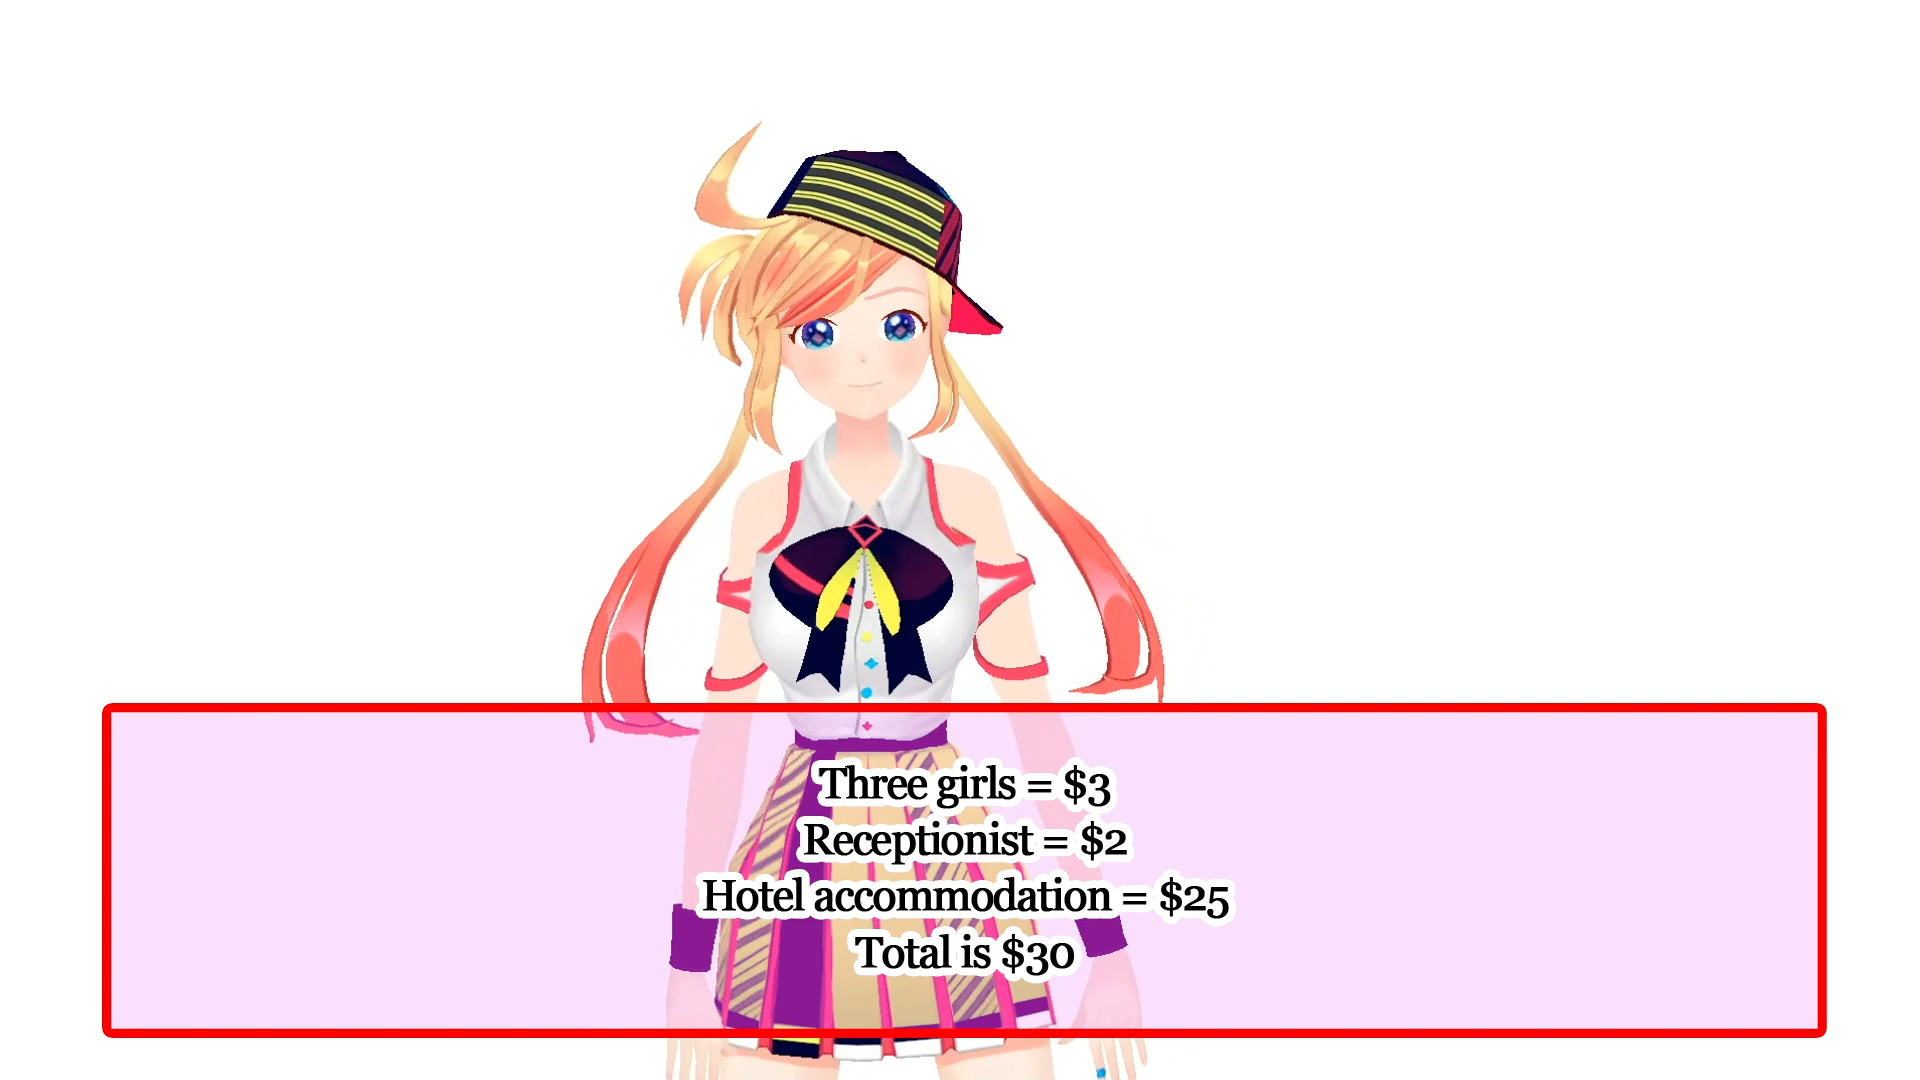 Three girls = $3
Receptionist = $2
Hotel accommodation = $25
Total is $30